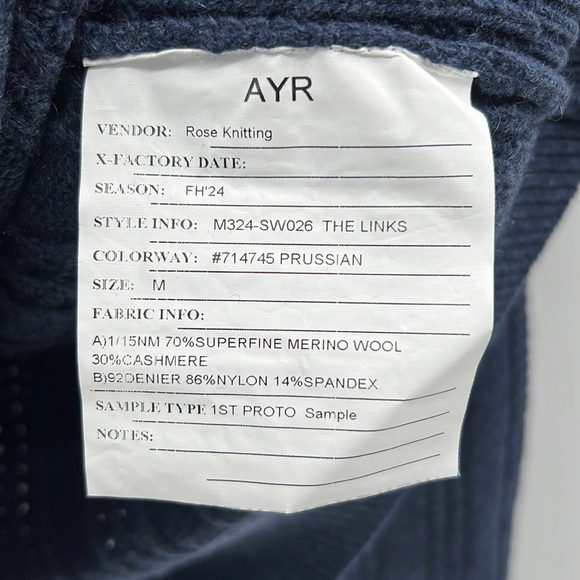 AYR
VENDOR: Rose Knitting
X-FACTORY DATE:
SEASON: FH'24
STYLE INFO: M324-SW026 THE LINKS
COLORWAY: #714745 PRUSSIAN
SIZE: M
FABRIC INFO:
A)1/15NM 70%SUPERFINE MERINO WOOL
30%CASHMERE
B)92DENIER 86%NYLON 14%SPANDEX
SAMPLE TYPE 1ST PROTO Sample
NOTES: